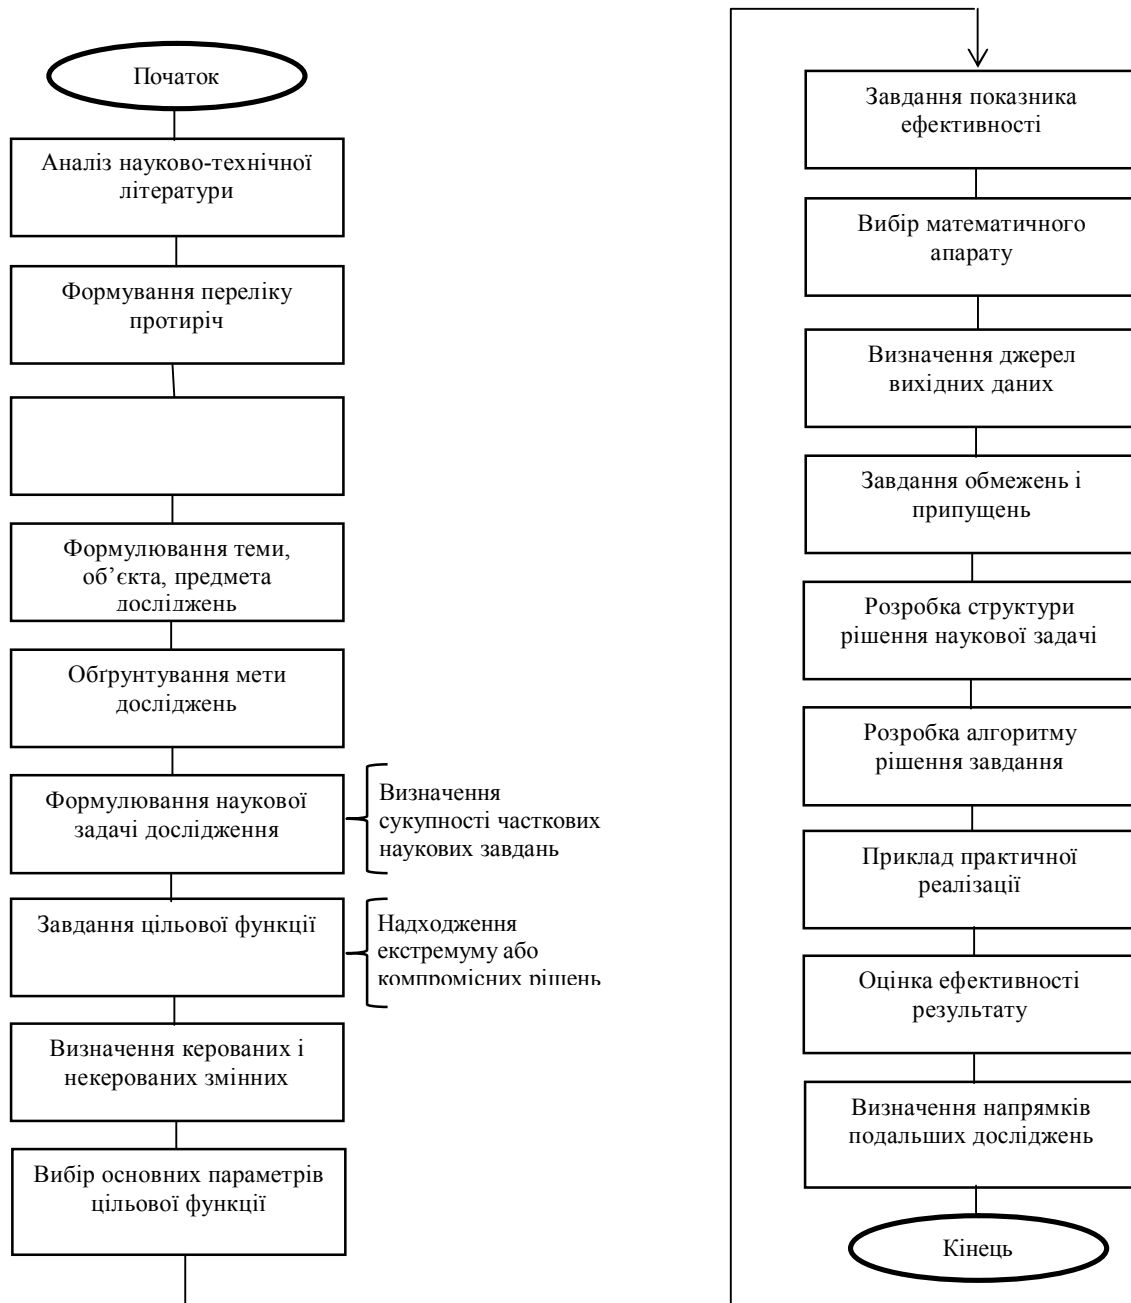 Початок
Аналіз науково-технічної
літератури
Формування переліку
протиріч
Формулювання теми,
об’єкта, предмета
досліджень
Обґрунтування мети
досліджень
Формулювання наукової
задачі дослідження
Визначення
сукупності часткових
наукових завдань
Завдання цільової функції
Надходження
екстремуму або
компромісних рішень
Визначення керованих і
некерованих змінних
Вибір основних параметрів
цільової функції
Завдання показника
ефективності
Вибір математичного
апарату
Визначення джерел
вихідних даних
Завдання обмежень і
припущень
Розробка структури
рішення наукової задачі
Розробка алгоритму
рішення завдання
Приклад практичної
реалізації
Оцінка ефективності
результату
Визначення напрямків
подальших досліджень
Кінець